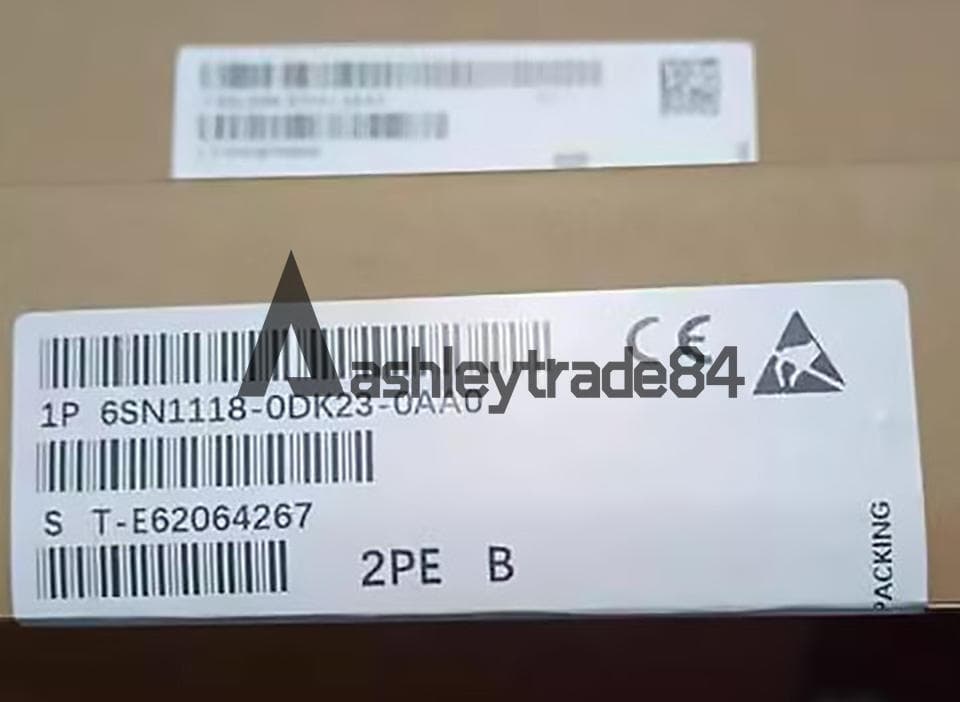 ashleytrade84
1P 6SN1118-0DK23-0AA0
S T-E62064267
2PE B
PACKING